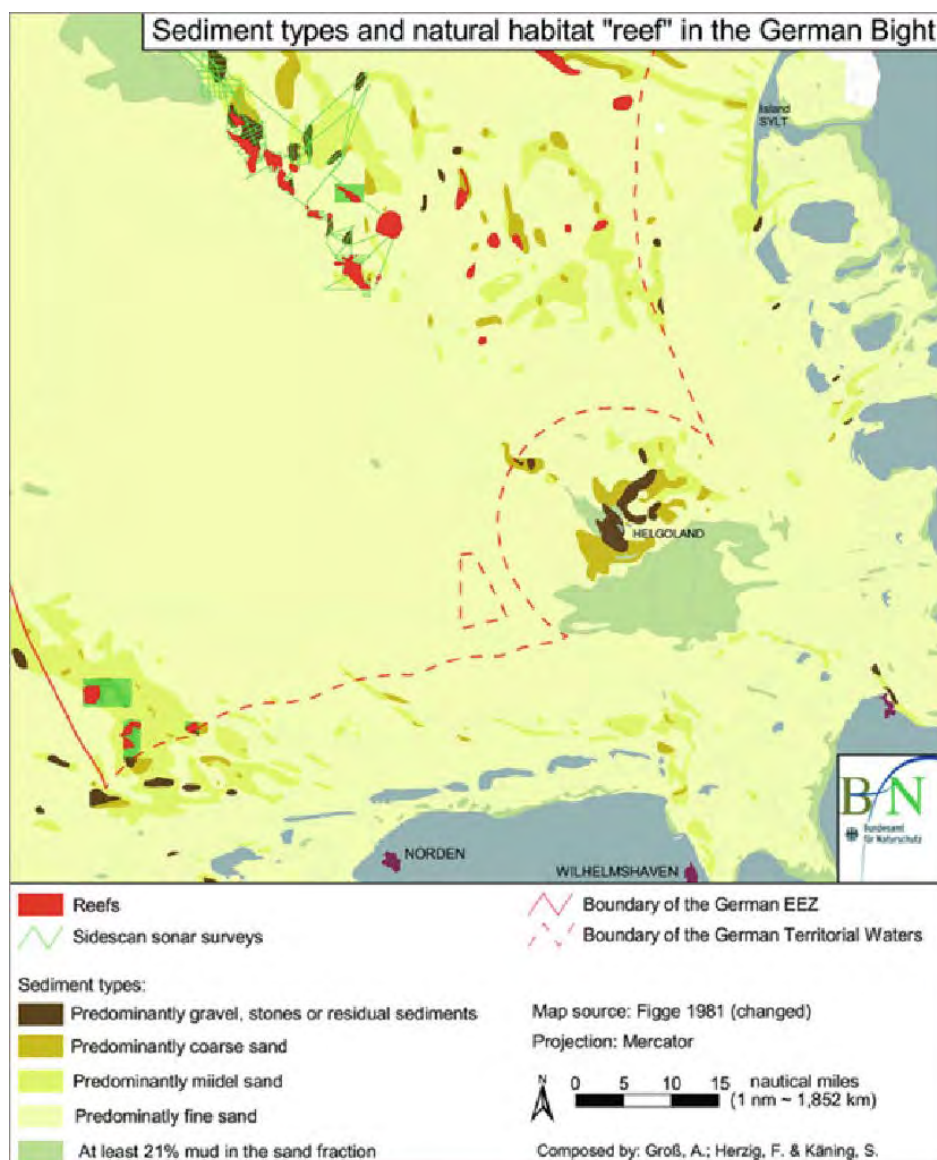 Sediment types and natural habitat "reef" in the German Bight
Island
SYLT
HELGOLAND
NORDEN
WILHELMSHAVEN
BfN
Bundesamt
für Naturschutz
Reefs
Sidescan sonar surveys
Boundary of the German EEZ
Boundary of the German Territorial Waters
Sediment types:
Predominantly gravel, stones or residual sediments
Predominantly coarse sand
Predominantly miidel sand
Predominatly fine sand
At least 21% mud in the sand fraction
Map source: Figge 1981 (changed)
Projection: Mercator
N
0 5 10 15 nautical miles
(1 nm ~ 1,852 km)
Composed by: Groß, A.; Herzig, F. & Käning, S.